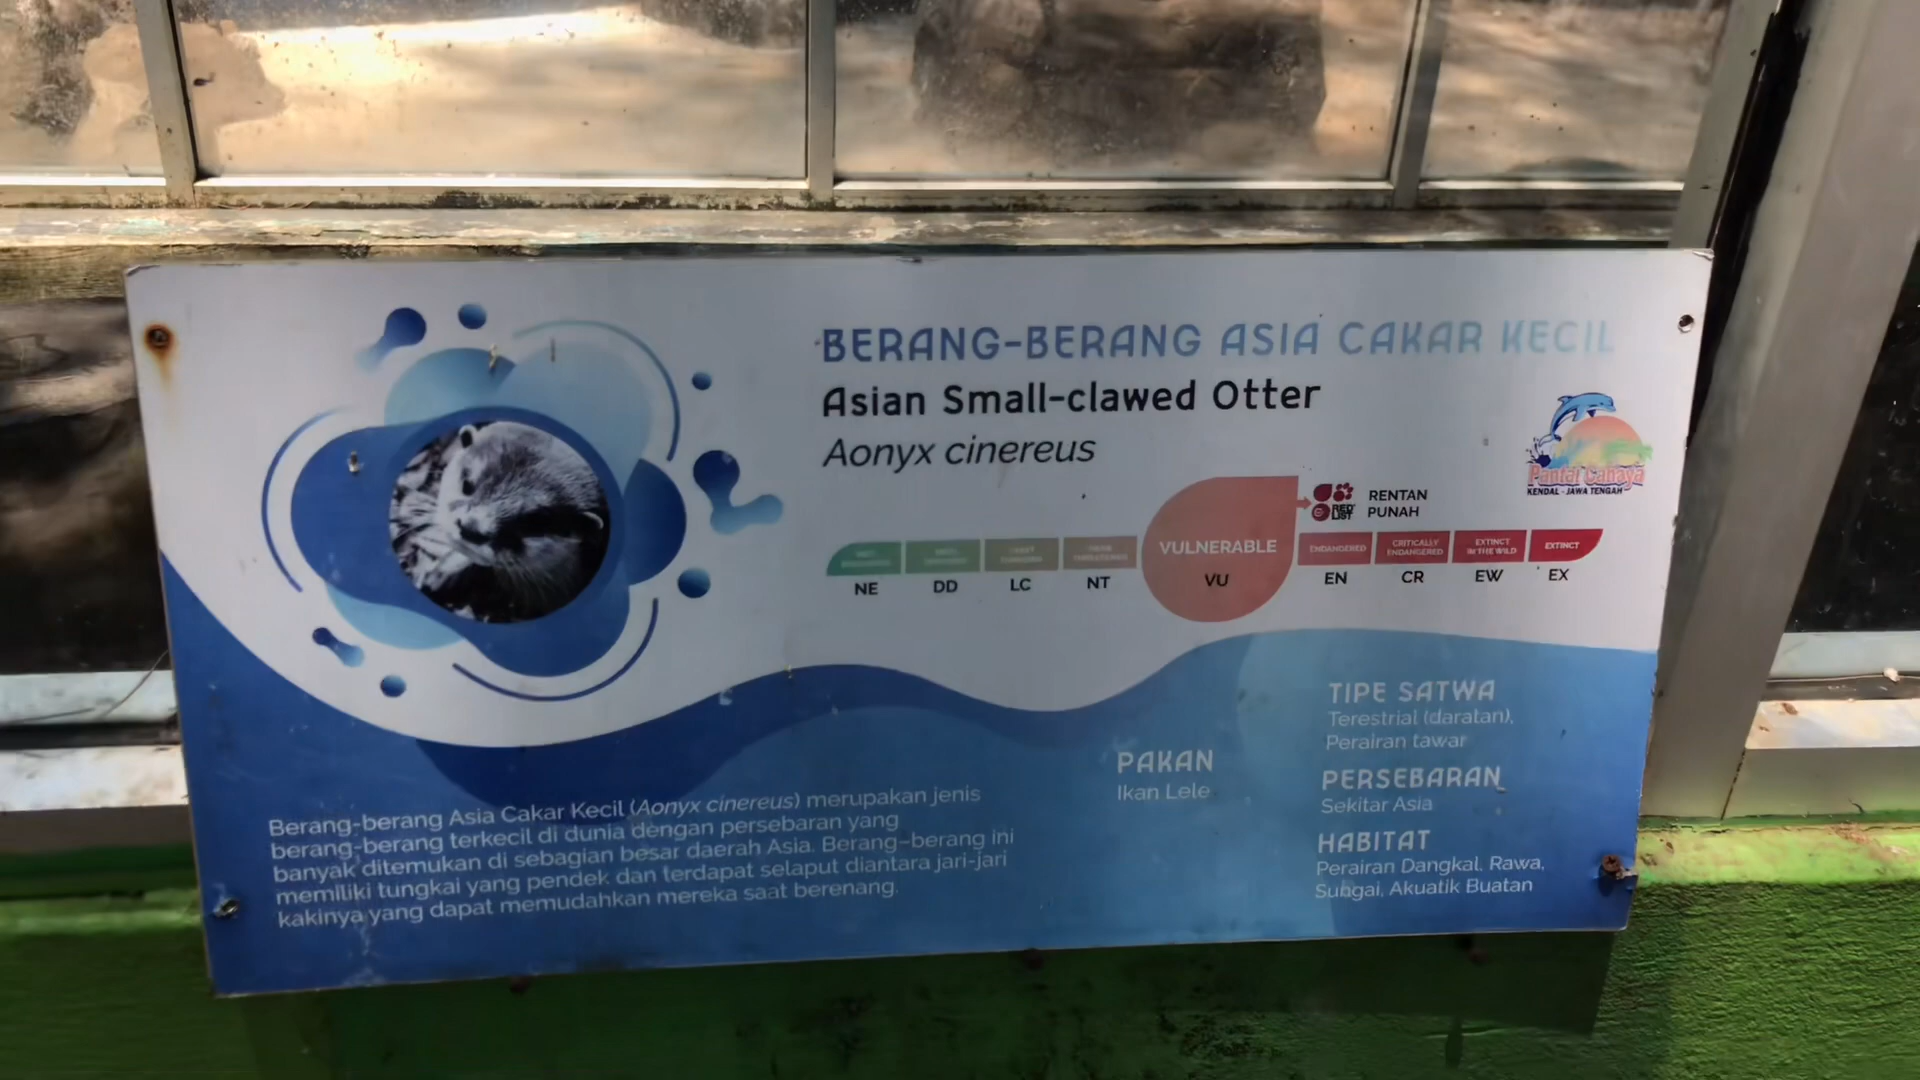 BERANG-BERANG ASIA CAKAR KECIL
Asian Small-clawed Otter
Aonyx cinereus
Pantai Cahaya
KENDAL - JAWA TENGAH
RED LIST
RENTAN
PUNAH
VULNERABLE
ENDANGERED
CRITICALLY
ENDANGERED
EXTINCT
IN THE WILD
EXTINCT
NE DD LC NT VU EN CR EW EX
Berang-berang Asia Cakar Kecil (Aonyx cinereus) merupakan jenis
berang-berang terkecil di dunia dengan persebaran yang
banyak ditemukan di sebagian besar daerah Asia. Berang-berang ini
memiliki tungkai yang pendek dan terdapat selaput diantara jari-jari
kakinya yang dapat memudahkan mereka saat berenang.
PAKAN
Ikan Lele
TIPE SATWA
Terestrial (daratan),
Perairan tawar
PERSEBARAN
Sekitar Asia
HABITAT
Perairan Dangkal. Rawa,
Sungai, Akuatik Buatan